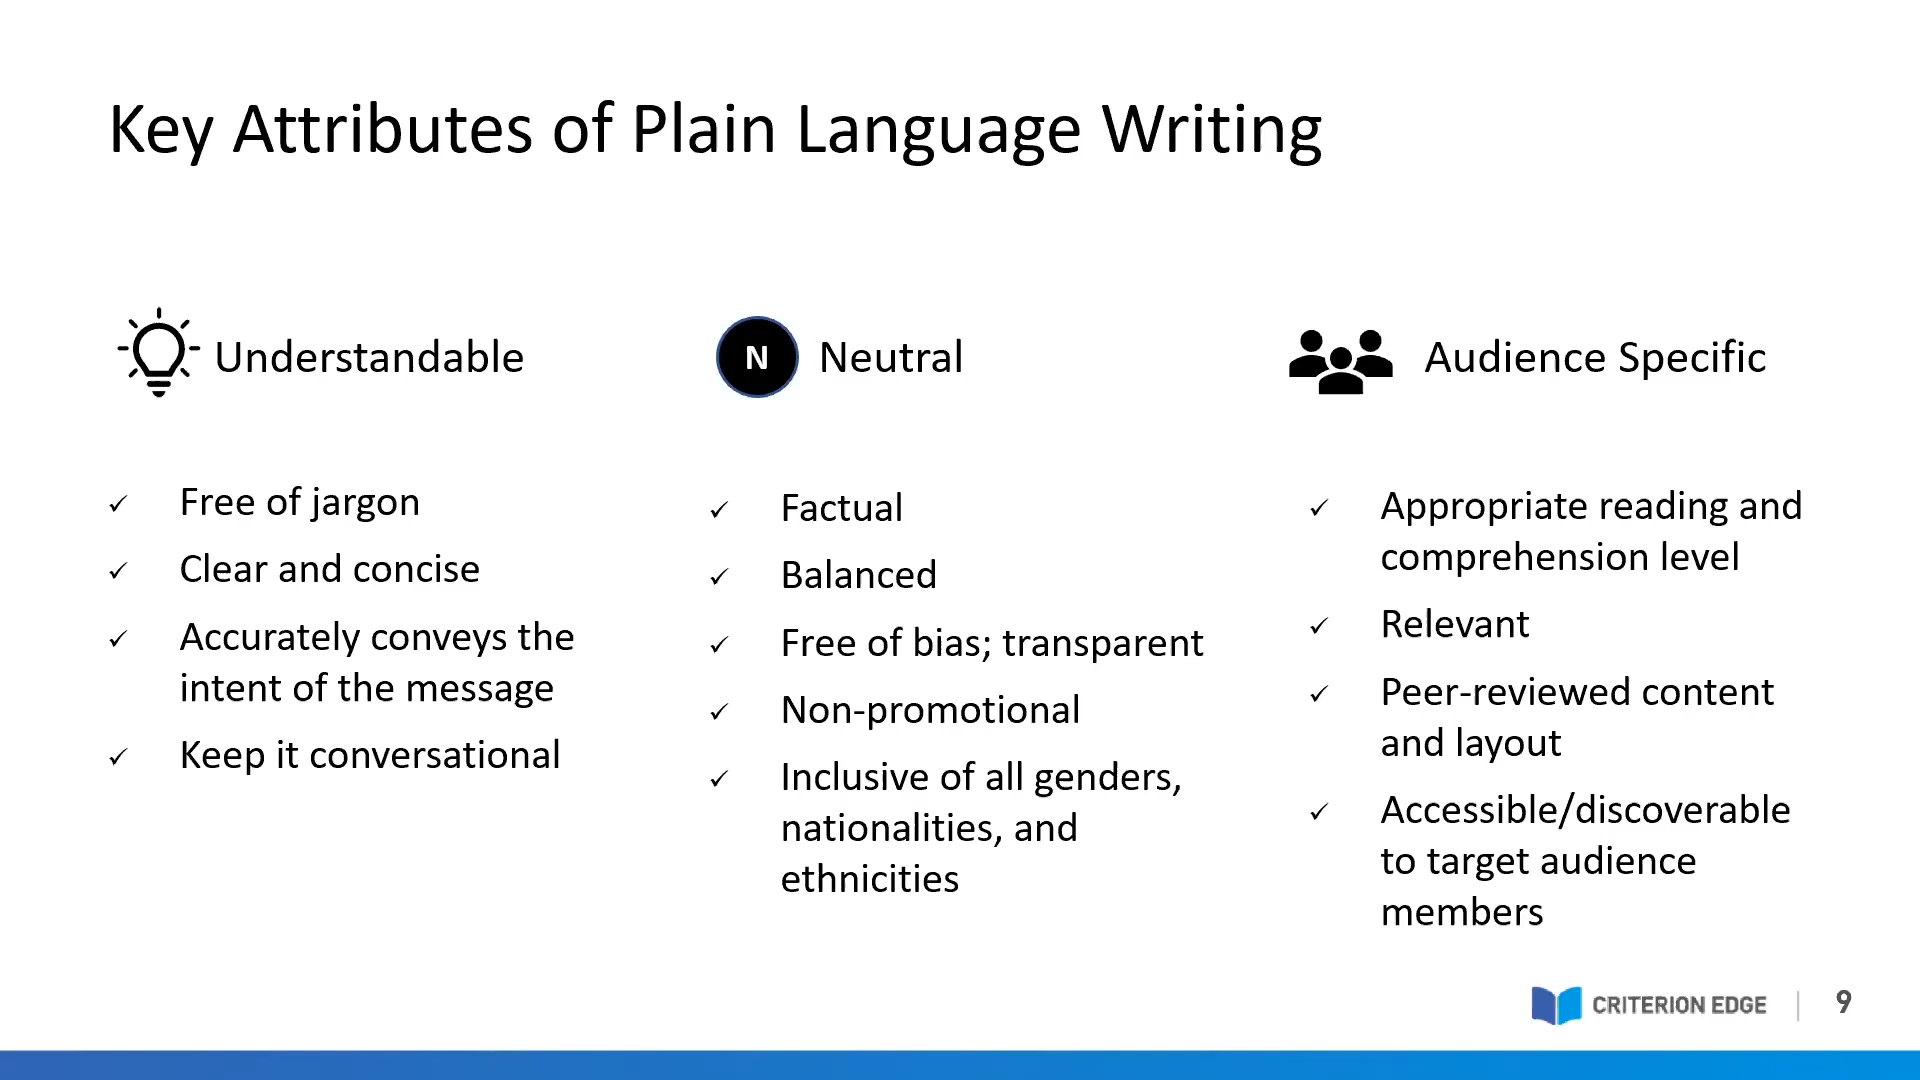 Key Attributes of Plain Language Writing
Understandable
Free of jargon
Clear and concise
Accurately conveys the
intent of the message
Keep it conversational
N Neutral
Factual
Balanced
Free of bias; transparent
Non-promotional
Inclusive of all genders,
nationalities, and
ethnicities
Audience Specific
Appropriate reading and
comprehension level
Relevant
Peer-reviewed content
and layout
Accessible/discoverable
to target audience
members
CRITERION EDGE | 9